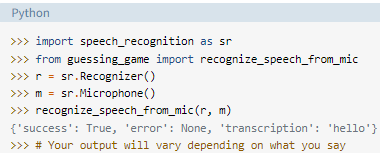 Python
>>> import speech_recognition as sr
>>> from guessing_game import recognize_speech_from_mic
>>> r = sr.Recognizer()
>>> m = sr.Microphone()
>>> recognize_speech_from_mic(r, m)
{'success': True, 'error': None, 'transcription': 'hello'}
>>> # Your output will vary depending on what you say